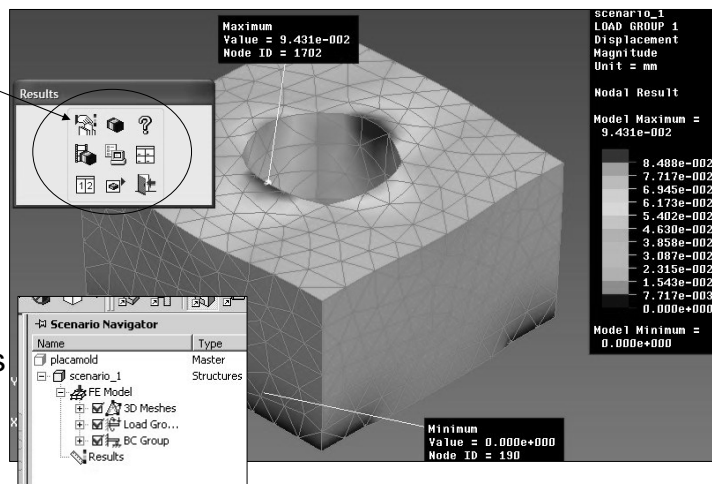 Maximum
Value = 9.431e-002
Node ID = 1702
scenario_1
LOAD GROUP 1
Displacement
Magnitude
Unit = mm
Nodal Result
Model Maximum =
9.431e-002
8.488e-002
7.717e-002
6.945e-002
6.173e-002
5.402e-002
4.630e-002
3.858e-002
3.087e-002
2.315e-002
1.543e-002
7.717e-003
0.000e+000
Model Minimum =
0.000e+000
Results
?
1 2
Scenario Navigator
Name Type
placamold Master
scenario_1 Structures
FE Model
3D Meshes
Load Gro...
BC Group
Results
s
Y
X
Minimum
Value = 0.000e+000
Node ID = 190